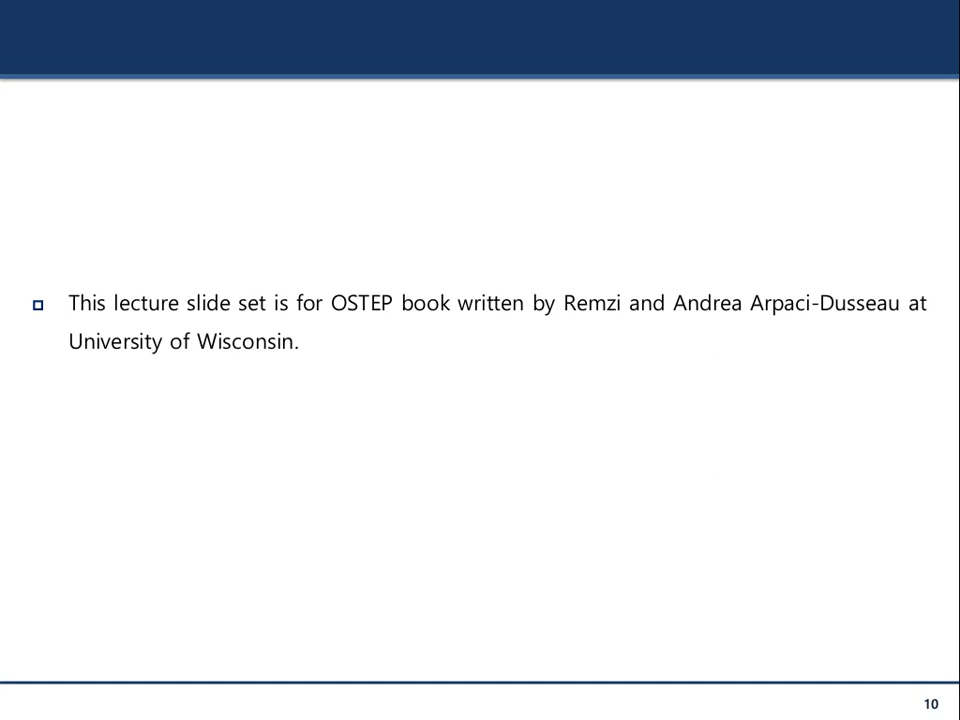 This lecture slide set is for OSTEP book written by Remzi and Andrea Arpaci-Dusseau at
University of Wisconsin.
10